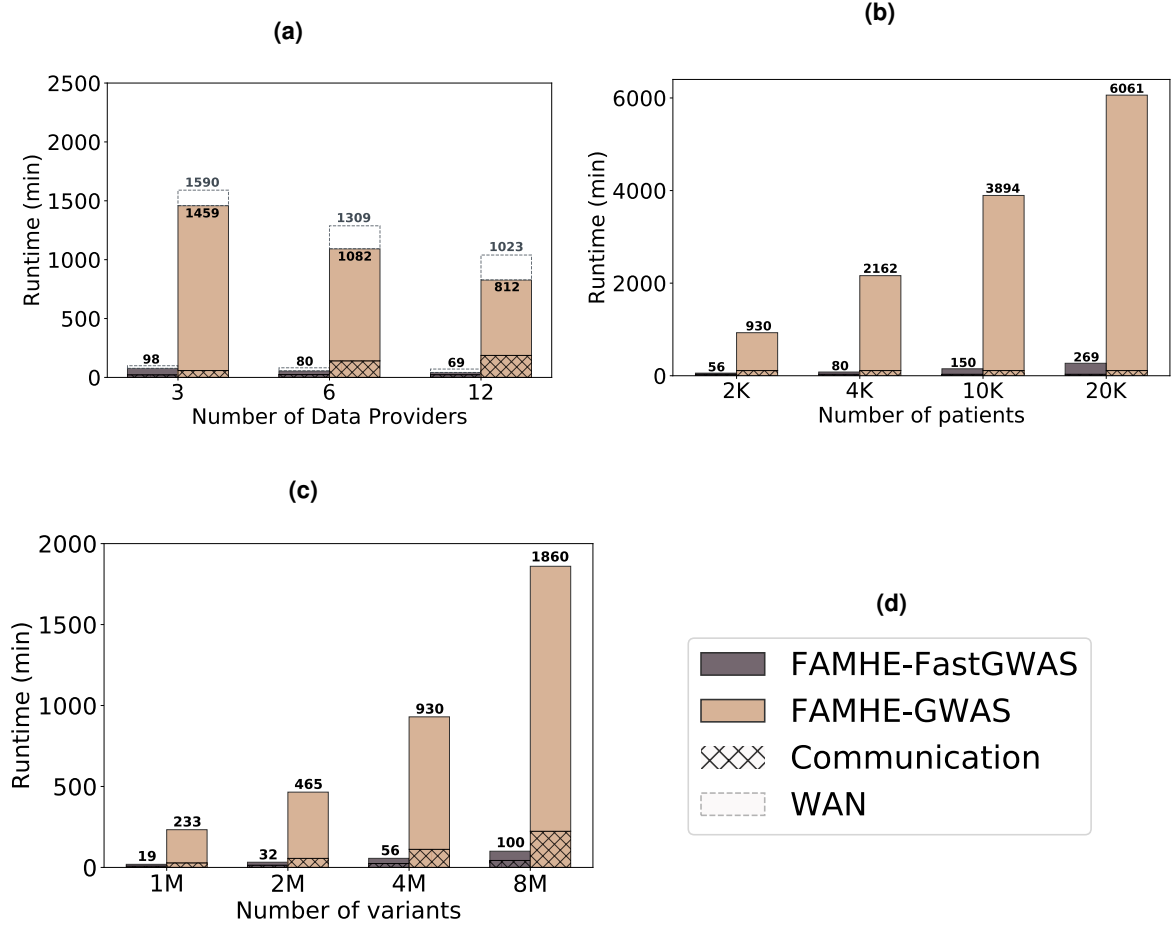 (a)
2500
2000
1500
1000
500
0
Runtime (min)
1590
1459
1309
1082
1023
812
98
80
69
3 6 12
Number of Data Providers
(b)
6000
4000
2000
0
Runtime (min)
6061
3894
2162
930
56
80
150
269
2K 4K 10K 20K
Number of patients
(c)
2000
1500
1000
500
0
Runtime (min)
1860
930
465
233
19
32
56
100
1M 2M 4M 8M
Number of variants
(d)
FAMHE-FastGWAS
FAMHE-GWAS
Communication
WAN